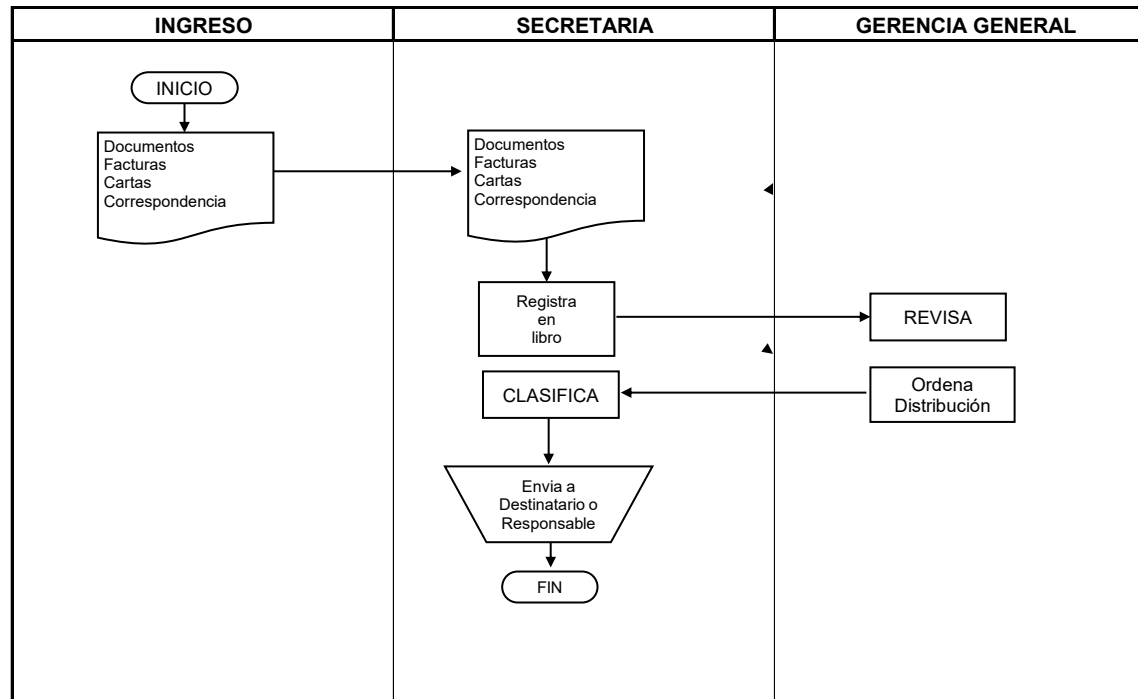 INGRESO
SECRETARIA
GERENCIA GENERAL
INICIO
Documentos
Facturas
Cartas
Correspondencia
Documentos
Facturas
Cartas
Correspondencia
Registra
en
libro
REVISA
CLASIFICA
Ordena
Distribución
Envia a
Destinatario o
Responsable
FIN